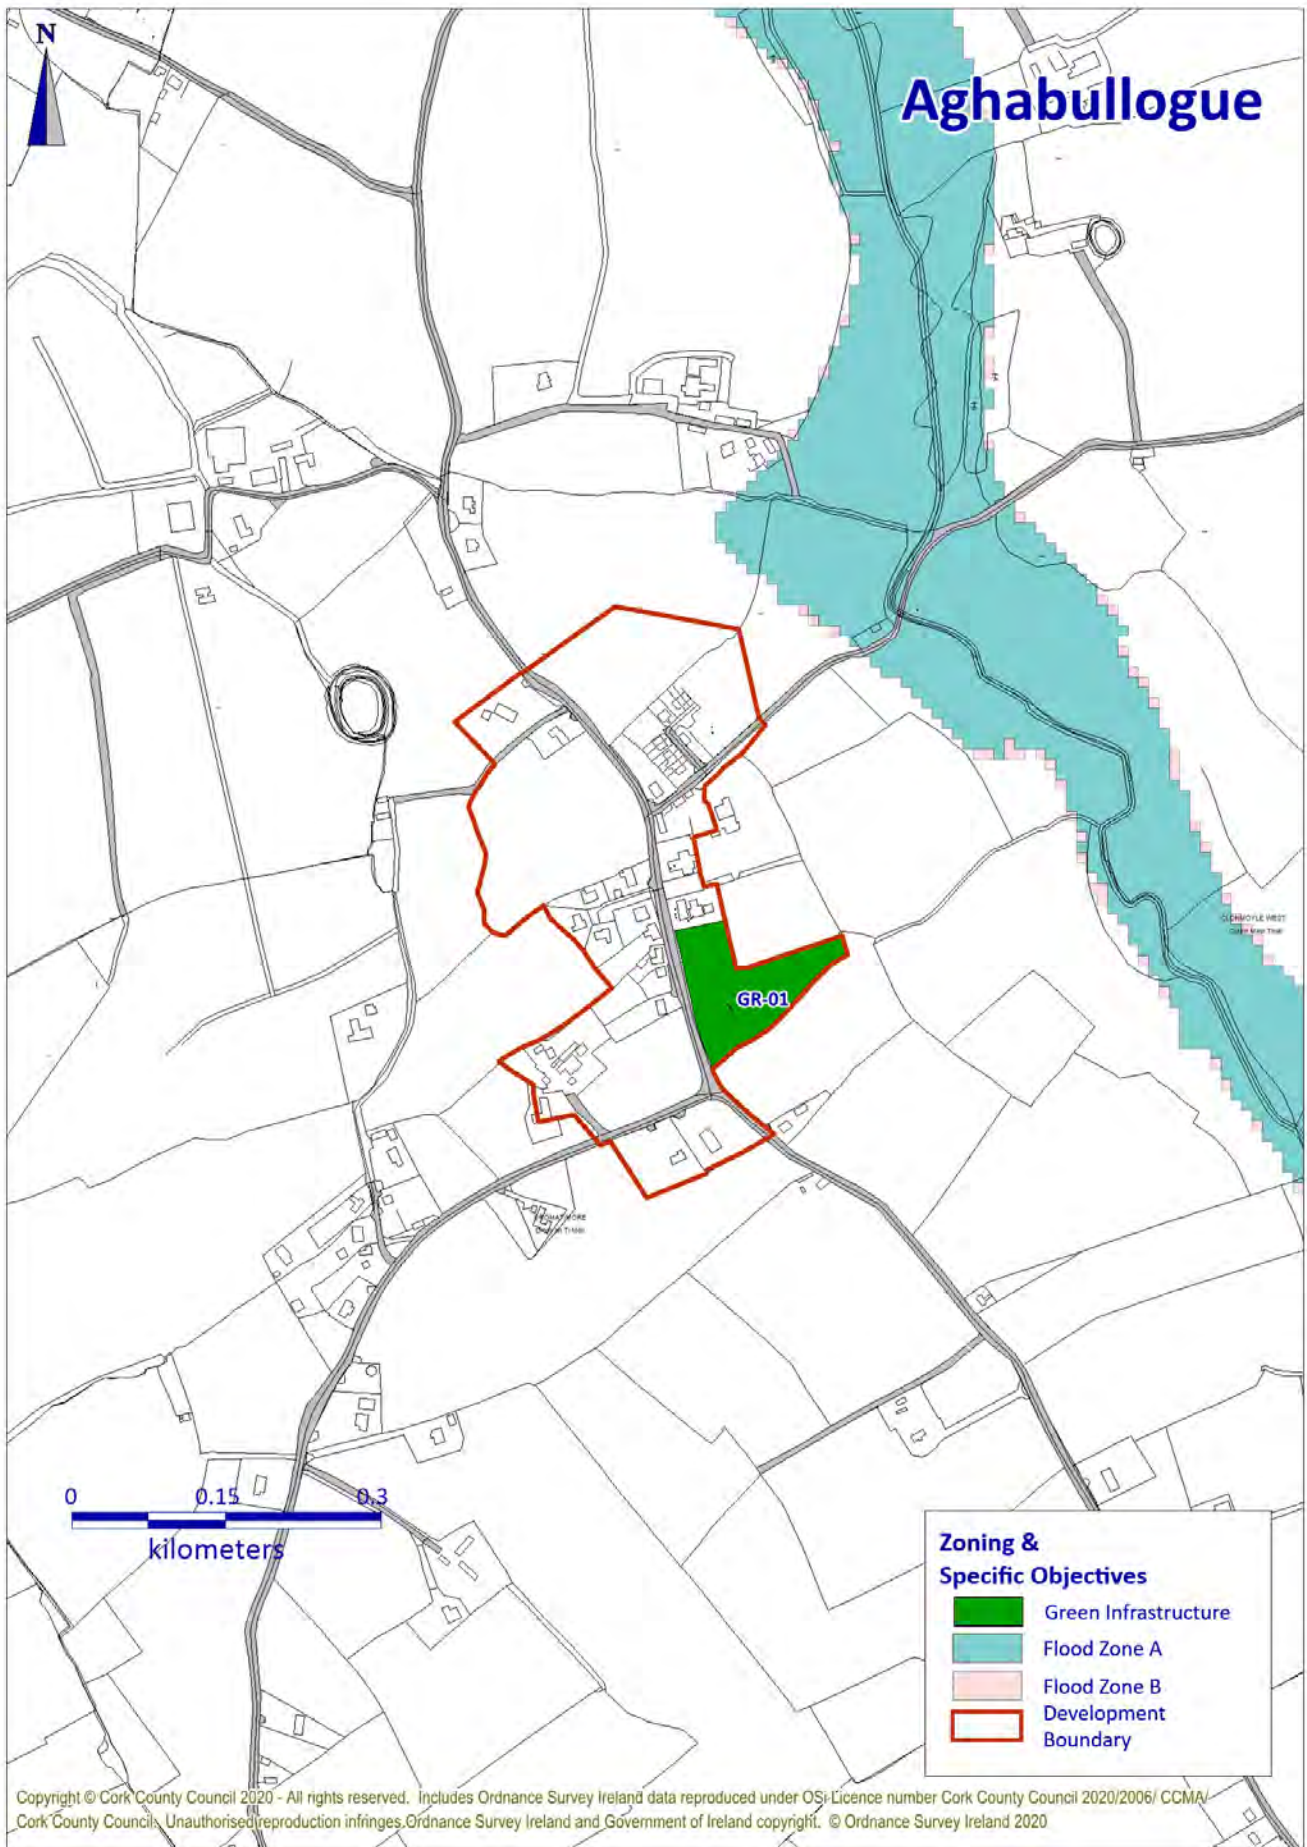 N
Aghabullogue
GR-01
0 0.15 0.3
kilometers
Zoning &
Specific Objectives
Green Infrastructure
Flood Zone A
Flood Zone B
Development
Boundary
Copyright © Cork County Council 2020 - All rights reserved. Includes Ordnance Survey Ireland data reproduced under OSi Licence number Cork County Council 2020/2006/ CCMA/
Cork County Council. Unauthorised reproduction infringes Ordnance Survey Ireland and Government of Ireland copyright. © Ordnance Survey Ireland 2020